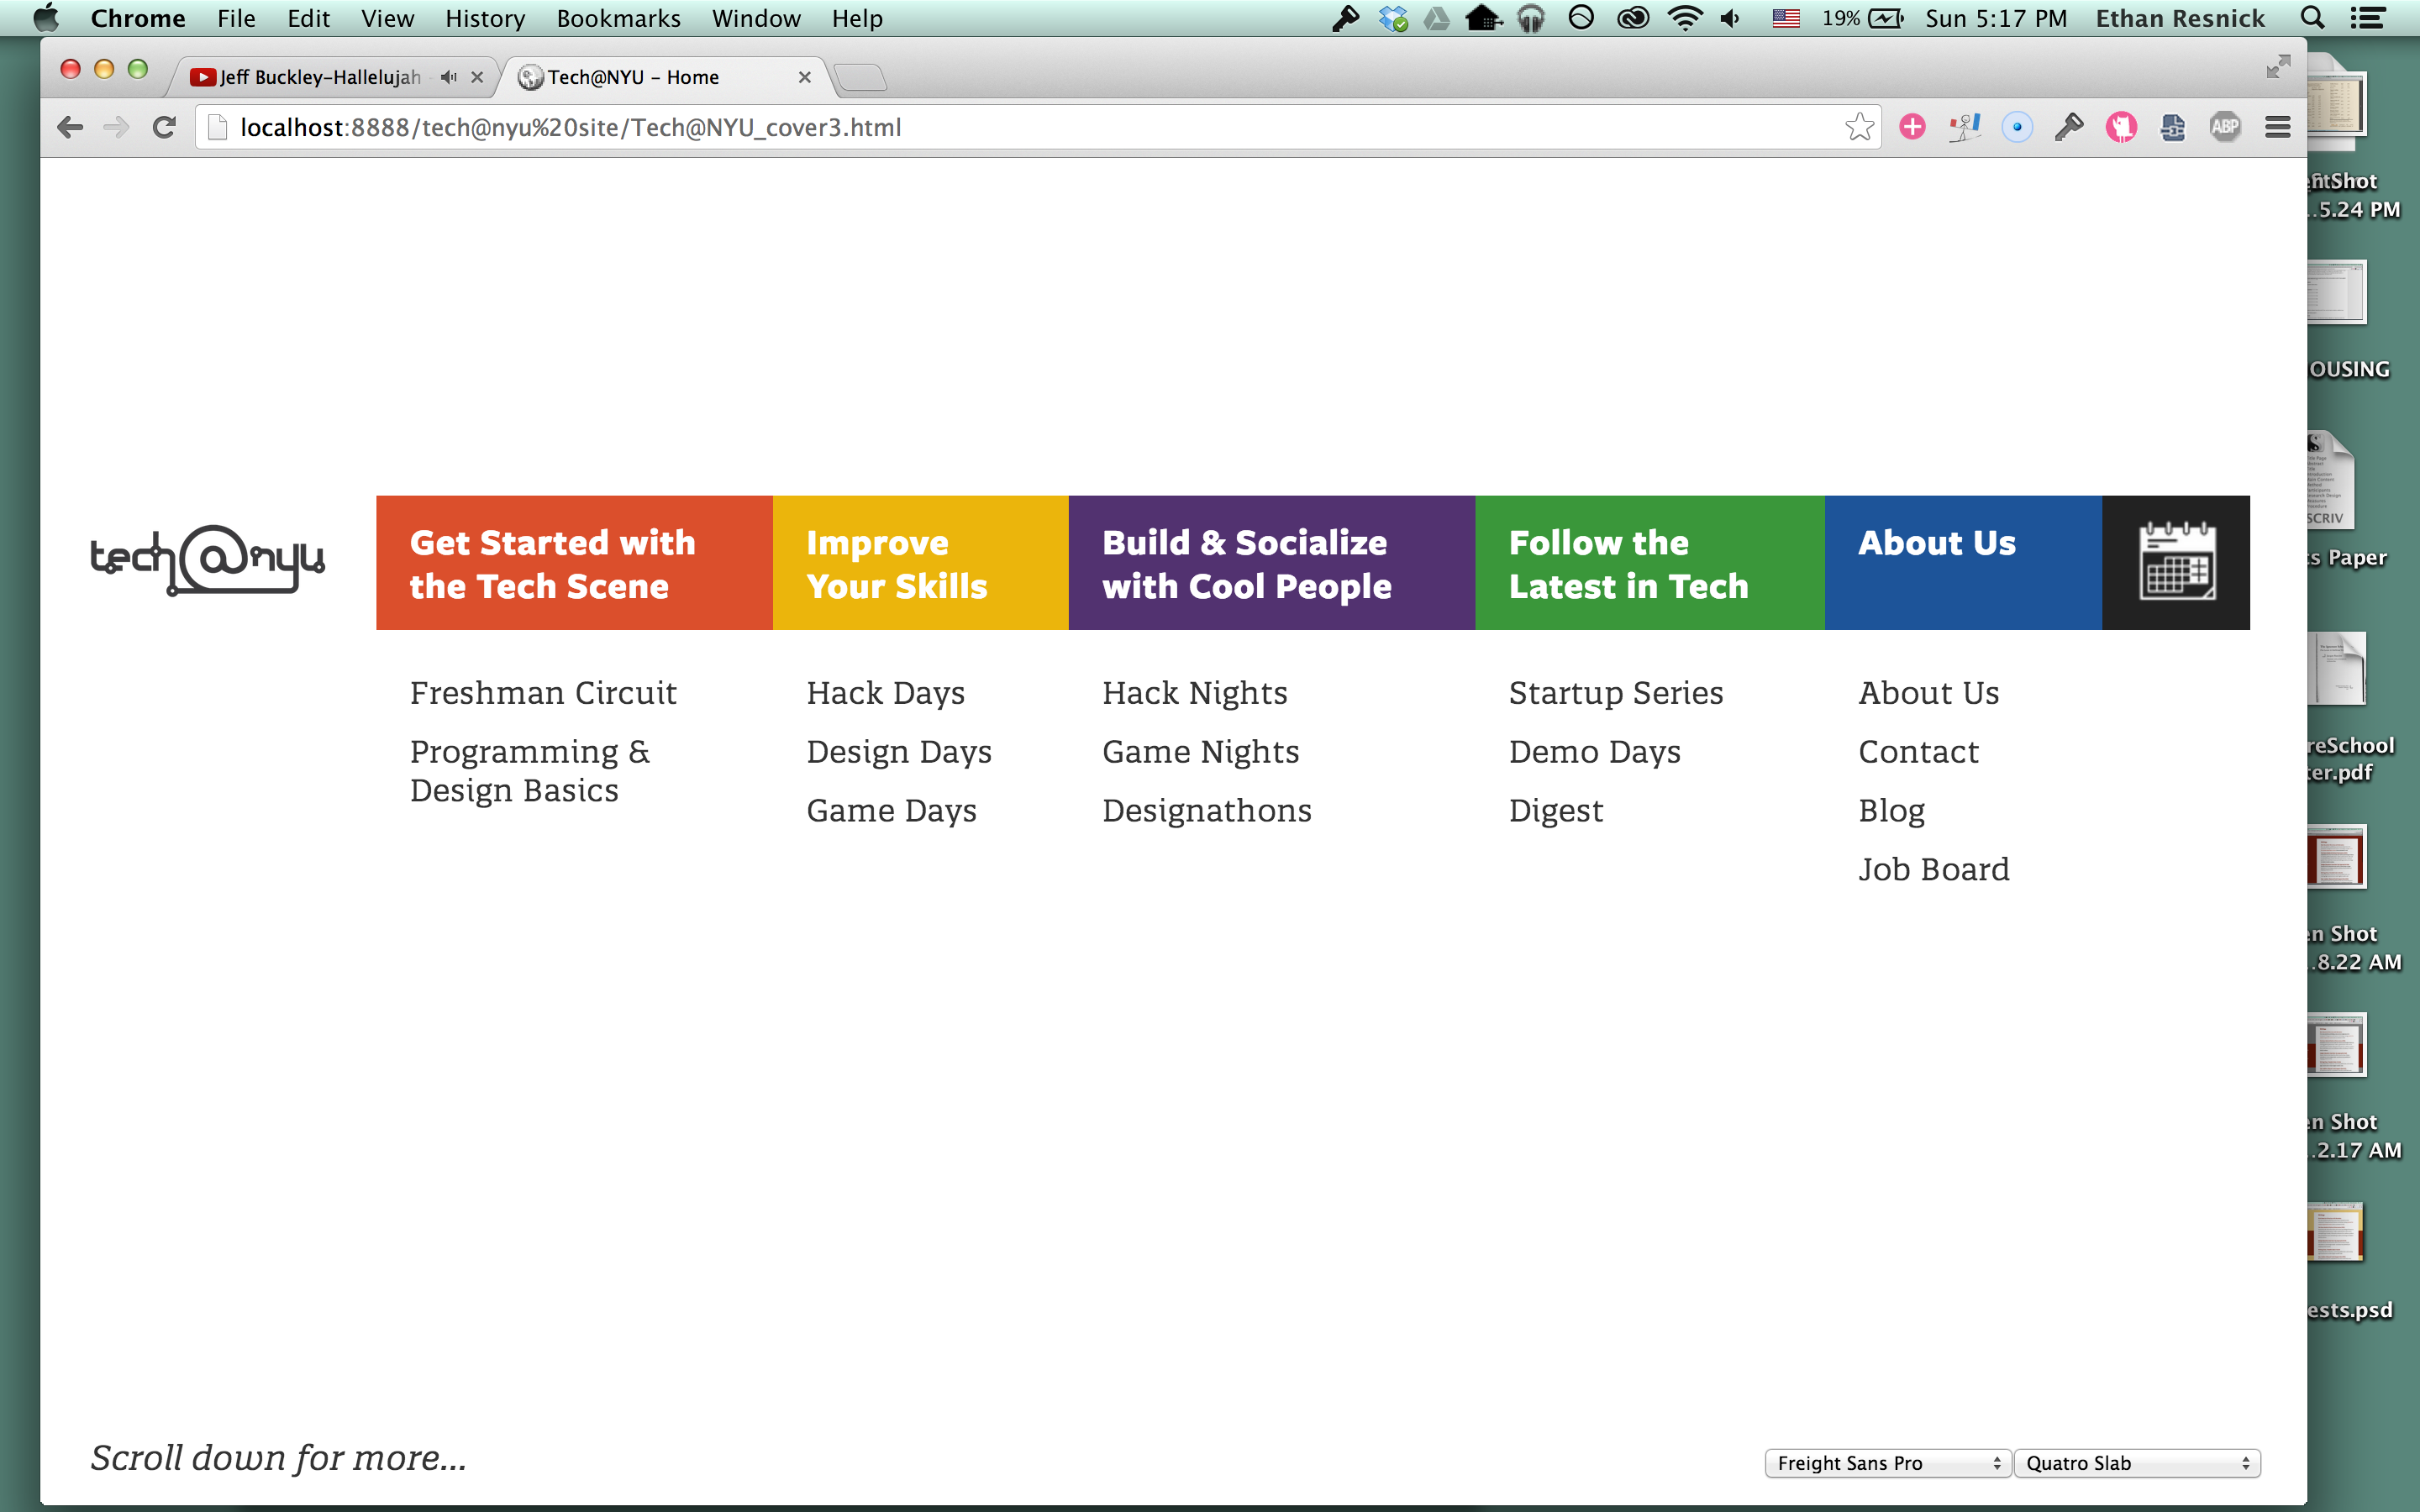 Chrome File Edit View History Bookmarks Window Help 19% Sun 5:17 PM Ethan Resnick
Jeff Buckley-Hallelujah
Tech@NYU – Home
localhost:8888/tech@nyu%20site/Tech@NYU_cover3.html
ABP
tech@nyu
Get Started with
the Tech Scene
Improve
Your Skills
Build & Socialize
with Cool People
Follow the
Latest in Tech
About Us
Freshman Circuit
Programming &
Design Basics
Hack Days
Design Days
Game Days
Hack Nights
Game Nights
Designathons
Startup Series
Demo Days
Digest
About Us
Contact
Blog
Job Board
Scroll down for more...
Freight Sans Pro
Quatro Slab
Shot
..5.24 PM
OUSING
SCRIV
s Paper
reSchool
ter.pdf
en Shot
..8.22 AM
en Shot
..2.17 AM
ests.psd